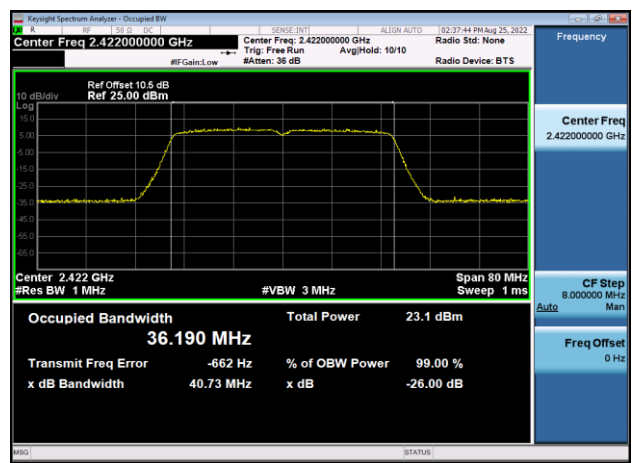 Keysight Spectrum Analyzer - Occupied BW
R RF 50 Ω DC SENSE:INT ALIGN AUTO 02:37:44 PM Aug 25, 2022
Center Freq 2.422000000 GHz
Center Freq: 2.422000000 GHz Radio Std: None
Trig: Free Run Avg|Hold: 10/10
#IFGain:Low #Atten: 36 dB Radio Device: BTS
Ref Offset 10.5 dB
10 dB/div Ref 25.00 dBm
Log
15.0
5.00
-5.00
-15.0
-25.0
-35.0
-45.0
-55.0
-65.0
Center 2.422 GHz Span 80 MHz
#Res BW 1 MHz #VBW 3 MHz Sweep 1 ms
Occupied Bandwidth Total Power 23.1 dBm
36.190 MHz
Transmit Freq Error -662 Hz % of OBW Power 99.00 %
x dB Bandwidth 40.73 MHz x dB -26.00 dB
MSG STATUS
Frequency
Center Freq
2.422000000 GHz
CF Step
8.000000 MHz
Auto Man
Freq Offset
0 Hz